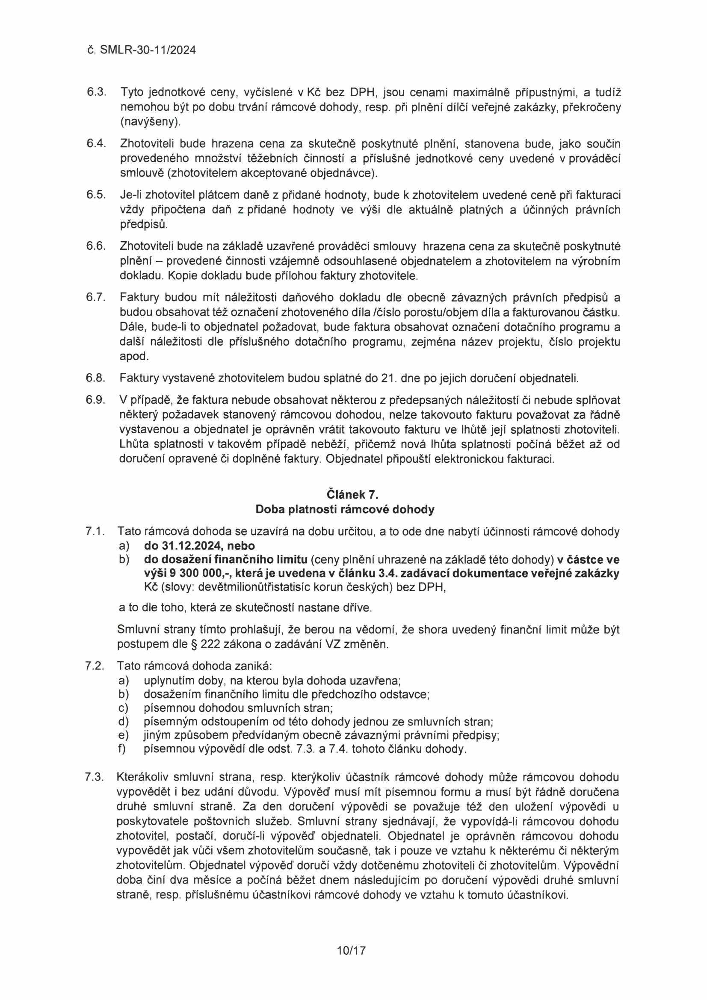 č. SMLR-30-11/2024
6.3. Tyto jednotkové ceny, vyčíslené v Kč bez DPH, jsou cenami maximálně přípustnými, a tudíž
nemohou být po dobu trvání rámcové dohody, resp. při plnění dílčí veřejné zakázky, překročeny
(navýšeny).
6.4. Zhotoviteli bude hrazena cena za skutečně poskytnuté plnění, stanovena bude, jako součin
provedeného množství těžebních činností a příslušné jednotkové ceny uvedené v prováděcí
smlouvě (zhotovitelem akceptované objednávce).
6.5. Je-li zhotovitel plátcem daně z přidané hodnoty, bude k zhotovitelem uvedené ceně při fakturaci
vždy připočtena daň z přidané hodnoty ve výši dle aktuálně platných a účinných právních
předpisů.
6.6. Zhotoviteli bude na základě uzavřené prováděcí smlouvy hrazena cena za skutečně poskytnuté
plnění – provedené činnosti vzájemně odsouhlasené objednatelem a zhotovitelem na výrobním
dokladu. Kopie dokladu bude přílohou faktury zhotovitele.
6.7. Faktury budou mít náležitosti daňového dokladu dle obecně závazných právních předpisů a
budou obsahovat též označení zhotoveného díla /číslo porostu/objem díla a fakturovanou částku.
Dále, bude-li to objednatel požadovat, bude faktura obsahovat označení dotačního programu a
další náležitosti dle příslušného dotačního programu, zejména název projektu, číslo projektu
apod.
6.8. Faktury vystavené zhotovitelem budou splatné do 21. dne po jejich doručení objednateli.
6.9. V případě, že faktura nebude obsahovat některou z předepsaných náležitostí či nebude splňovat
některý požadavek stanovený rámcovou dohodou, nelze takovouto fakturu považovat za řádně
vystavenou a objednatel je oprávněn vrátit takovouto fakturu ve lhůtě její splatnosti zhotoviteli.
Lhůta splatnosti v takovém případě neběží, přičemž nová lhůta splatnosti počíná běžet až od
doručení opravené či doplněné faktury. Objednatel připouští elektronickou fakturaci.
Článek 7.
Doba platnosti rámcové dohody
7.1. Tato rámcová dohoda se uzavírá na dobu určitou, a to ode dne nabytí účinnosti rámcové dohody
a) do 31.12.2024, nebo
b) do dosažení finančního limitu (ceny plnění uhrazené na základě této dohody) v částce ve
výši 9 300 000,-, která je uvedena v článku 3.4. zadávací dokumentace veřejné zakázky
Kč (slovy: devětmilionůtřistatisíc korun českých) bez DPH,
a to dle toho, která ze skutečností nastane dříve.
Smluvní strany tímto prohlašují, že berou na vědomí, že shora uvedený finanční limit může být
postupem dle § 222 zákona o zadávání VZ změněn.
7.2. Tato rámcová dohoda zaniká:
a) uplynutím doby, na kterou byla dohoda uzavřena;
b) dosažením finančního limitu dle předchozího odstavce;
c) písemnou dohodou smluvních stran;
d) písemným odstoupením od této dohody jednou ze smluvních stran;
e) jiným způsobem předvídaným obecně závaznými právními předpisy;
f) písemnou výpovědí dle odst. 7.3. a 7.4. tohoto článku dohody.
7.3. Kterákoliv smluvní strana, resp. kterýkoliv účastník rámcové dohody může rámcovou dohodu
vypovědět i bez udání důvodu. Výpověď musí mít písemnou formu a musí být řádně doručena
druhé smluvní straně. Za den doručení výpovědi se považuje též den uložení výpovědi u
poskytovatele poštovních služeb. Smluvní strany sjednávají, že vypovídá-li rámcovou dohodu
zhotovitel, postačí, doručí-li výpověď objednateli. Objednatel je oprávněn rámcovou dohodu
vypovědět jak vůči všem zhotovitelům současně, tak i pouze ve vztahu k některému či některým
zhotovitelům. Objednatel výpověď doručí vždy dotčenému zhotoviteli či zhotovitelům. Výpovědní
doba činí dva měsíce a počíná běžet dnem následujícím po doručení výpovědi druhé smluvní
straně, resp. příslušnému účastníkovi rámcové dohody ve vztahu k tomuto účastníkovi.
10/17